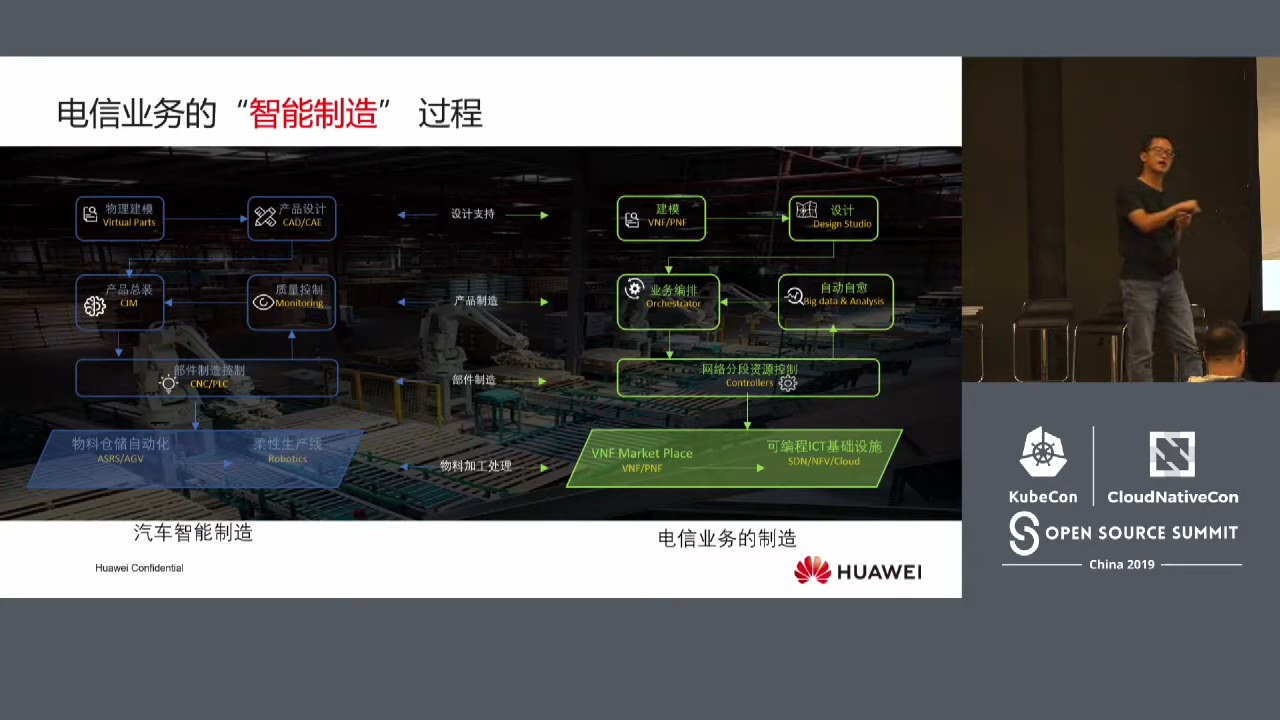 电信业务的 “智能制造” 过程
物理建模
Virtual Parts
产品设计
CAD/CAE
设计支持
建模
VNF/PNF
设计
Design Studio
产品总装
CIM
质量控制
Monitoring
产品制造
业务编排
Orchestrator
自动自愈
Big data & Analysis
部件制造控制
CNC/PLC
部件制造
网络分段资源控制
Controllers
物料仓储自动化
ASRS/AGV
柔性生产线
Robotics
物料加工处理
VNF Market Place
VNF/PNF
可编程ICT基础设施
SDN/NFV/Cloud
汽车智能制造
电信业务的制造
Huawei Confidential
HUAWEI
KubeCon
CloudNativeCon
OPEN SOURCE SUMMIT
China 2019